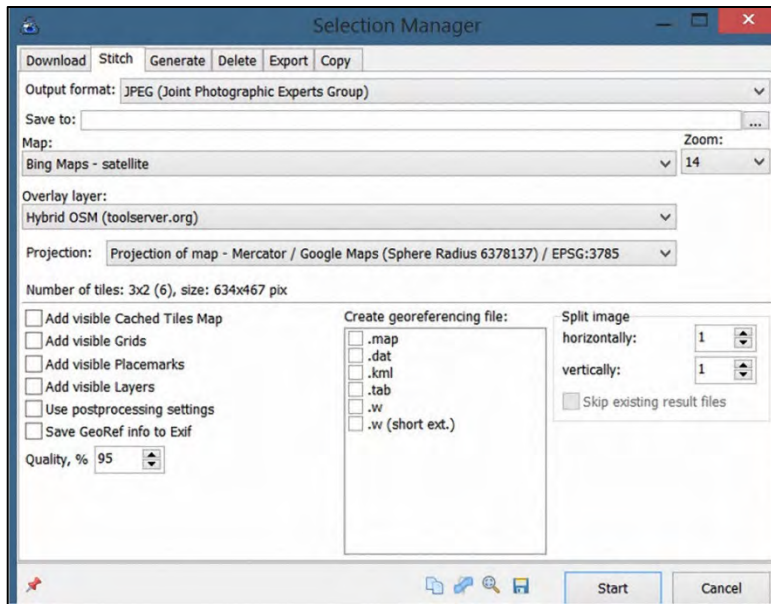 Selection Manager
Download Stitch Generate Delete Export Copy
Output format: JPEG (Joint Photographic Experts Group)
Save to: ...
Map: Zoom:
Bing Maps - satellite 14
Overlay layer:
Hybrid OSM (toolserver.org)
Projection: Projection of map - Mercator / Google Maps (Sphere Radius 6378137) / EPSG:3785
Number of tiles: 3x2 (6), size: 634x467 pix
Add visible Cached Tiles Map
Add visible Grids
Add visible Placemarks
Add visible Layers
Use postprocessing settings
Save GeoRef info to Exif
Quality, % 95
Create georeferencing file:
.map
.dat
.kml
.tab
.w
.w (short ext.)
Split image
horizontally: 1
vertically: 1
Skip existing result files
Start Cancel